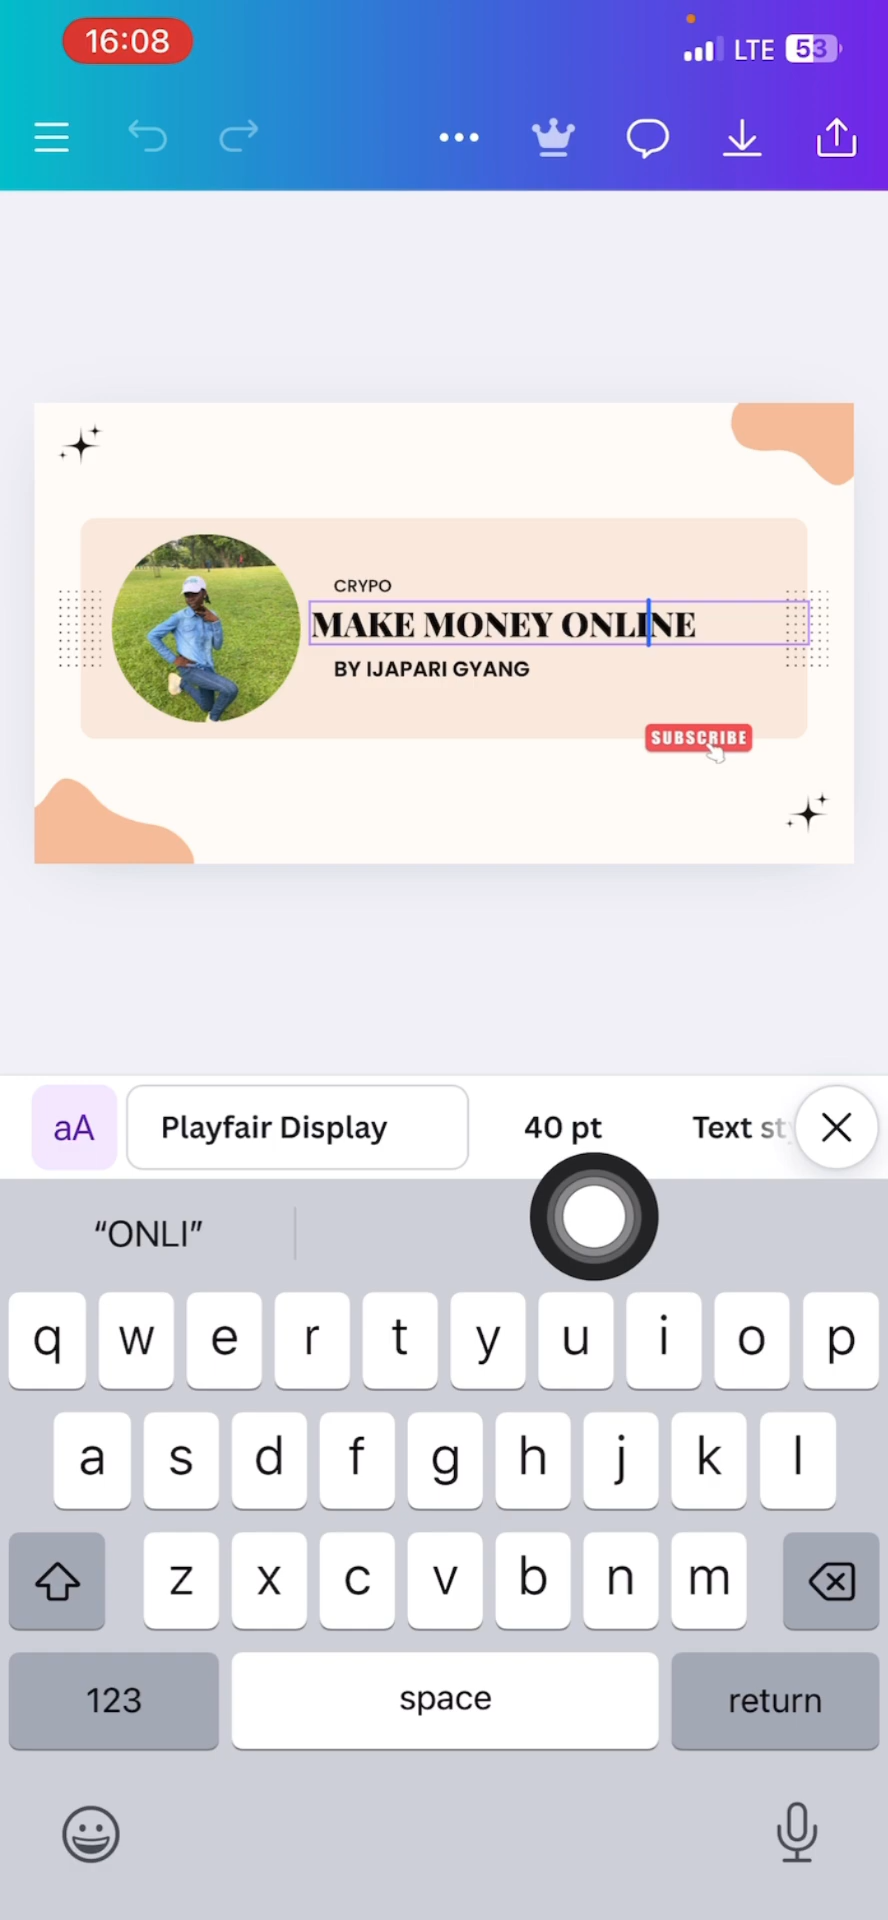 16:08
LTE 53
CRYPO
MAKE MONEY ONLINE
BY IJAPARI GYANG
SUBSCRIBE
aA Playfair Display 40 pt Text st
“ONLI”
q w e r t y u i o p
a s d f g h j k l
z x c v b n m
123 space return